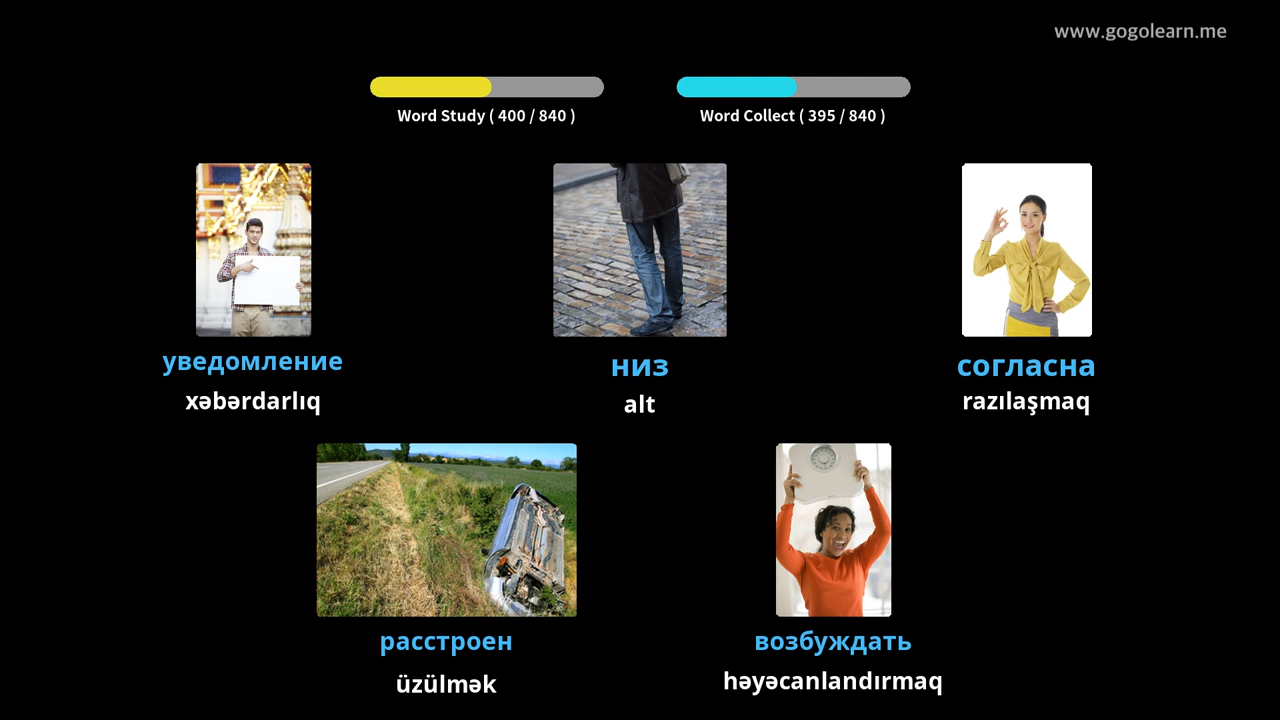 www.gogolearn.me
Word Study ( 400 / 840 )
Word Collect ( 395 / 840 )
уведомление
xəbərdarlıq
низ
alt
согласна
razılaşmaq
расстроен
üzülmək
возбуждать
həyəcanlandırmaq